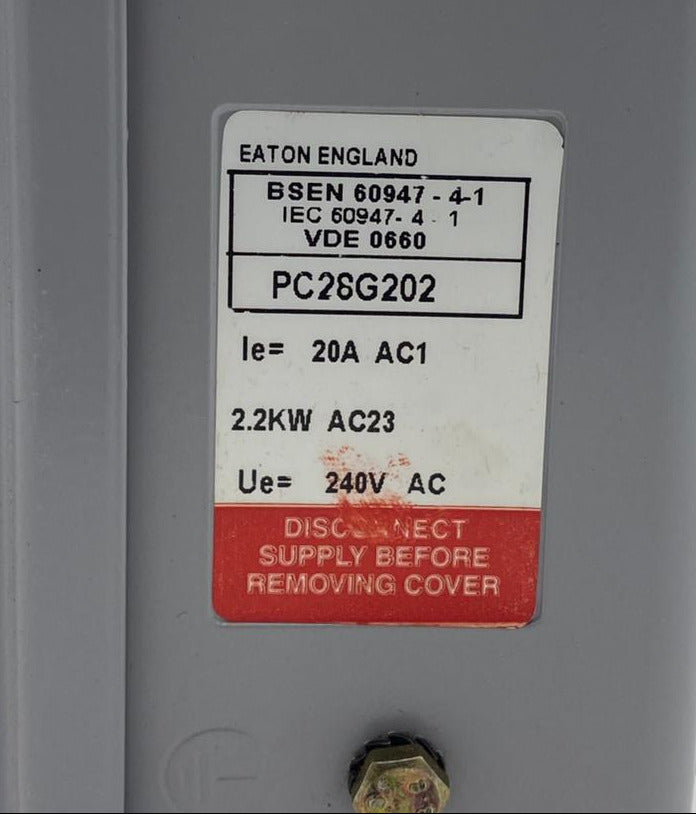 EATON ENGLAND
BSEN 60947 - 4-1
IEC 60947- 4 - 1
VDE 0660
PC28G202
Ie= 20A AC1
2.2KW AC23
Ue= 240V AC
SUPPLY BEFORE
REMOVING COVER